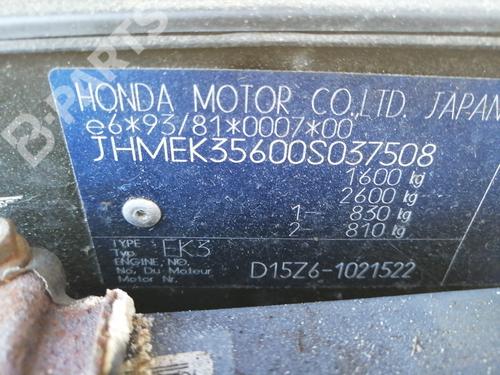 B-PARTS
HONDA MOTOR CO.,LTD. JAPAN
e6*93/81*0007*00
JHMEK35600S037508
1600 kg
2600 kg
1- 830 kg
2- 810 kg
TYPE
Typ EK3
ENGINE NO.
No. Du Moteur D15Z6-1021522
Motor Nr.